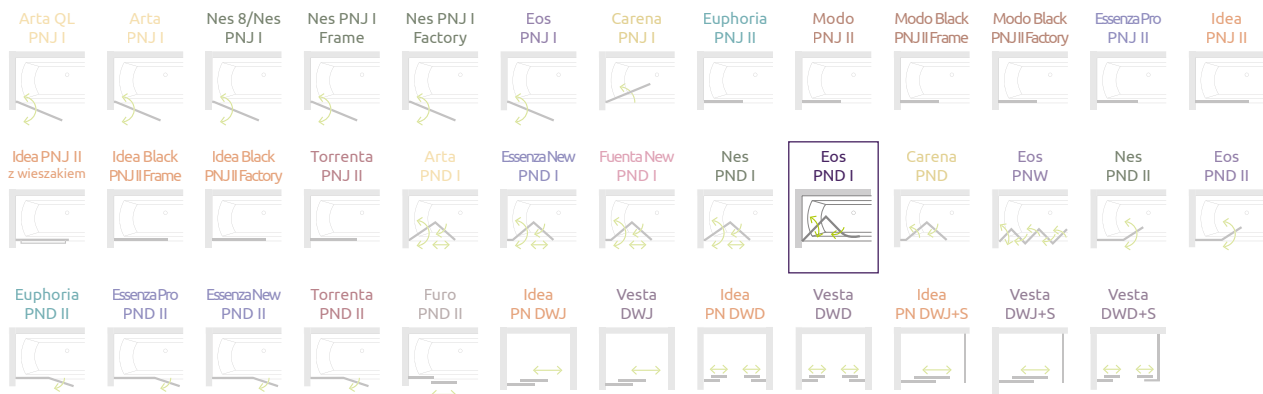 Arta QL
PNJ I
Arta
PNJ I
Nes 8/Nes
PNJ I
Nes PNJ I
Frame
Nes PNJ I
Factory
Eos
PNJ I
Carena
PNJ I
Euphoria
PNJ II
Modo
PNJ II
Modo Black
PNJ II Frame
Modo Black
PNJ II Factory
Essenza Pro
PNJ II
Idea
PNJ II
Idea PNJ II
z wieszakiem
Idea Black
PNJ II Frame
Idea Black
PNJ II Factory
Torrenta
PNJ II
Arta
PND I
Essenza New
PND I
Fuenta New
PND I
Nes
PND I
Eos
PND I
Carena
PND
Eos
PNW
Nes
PND II
Eos
PND II
Euphoria
PND II
Essenza Pro
PND II
Essenza New
PND II
Torrenta
PND II
Furo
PND II
Idea
PN DWJ
Vesta
DWJ
Idea
PN DWD
Vesta
DWD
Idea
PN DWJ+S
Vesta
DWJ+S
Vesta
DWD+S